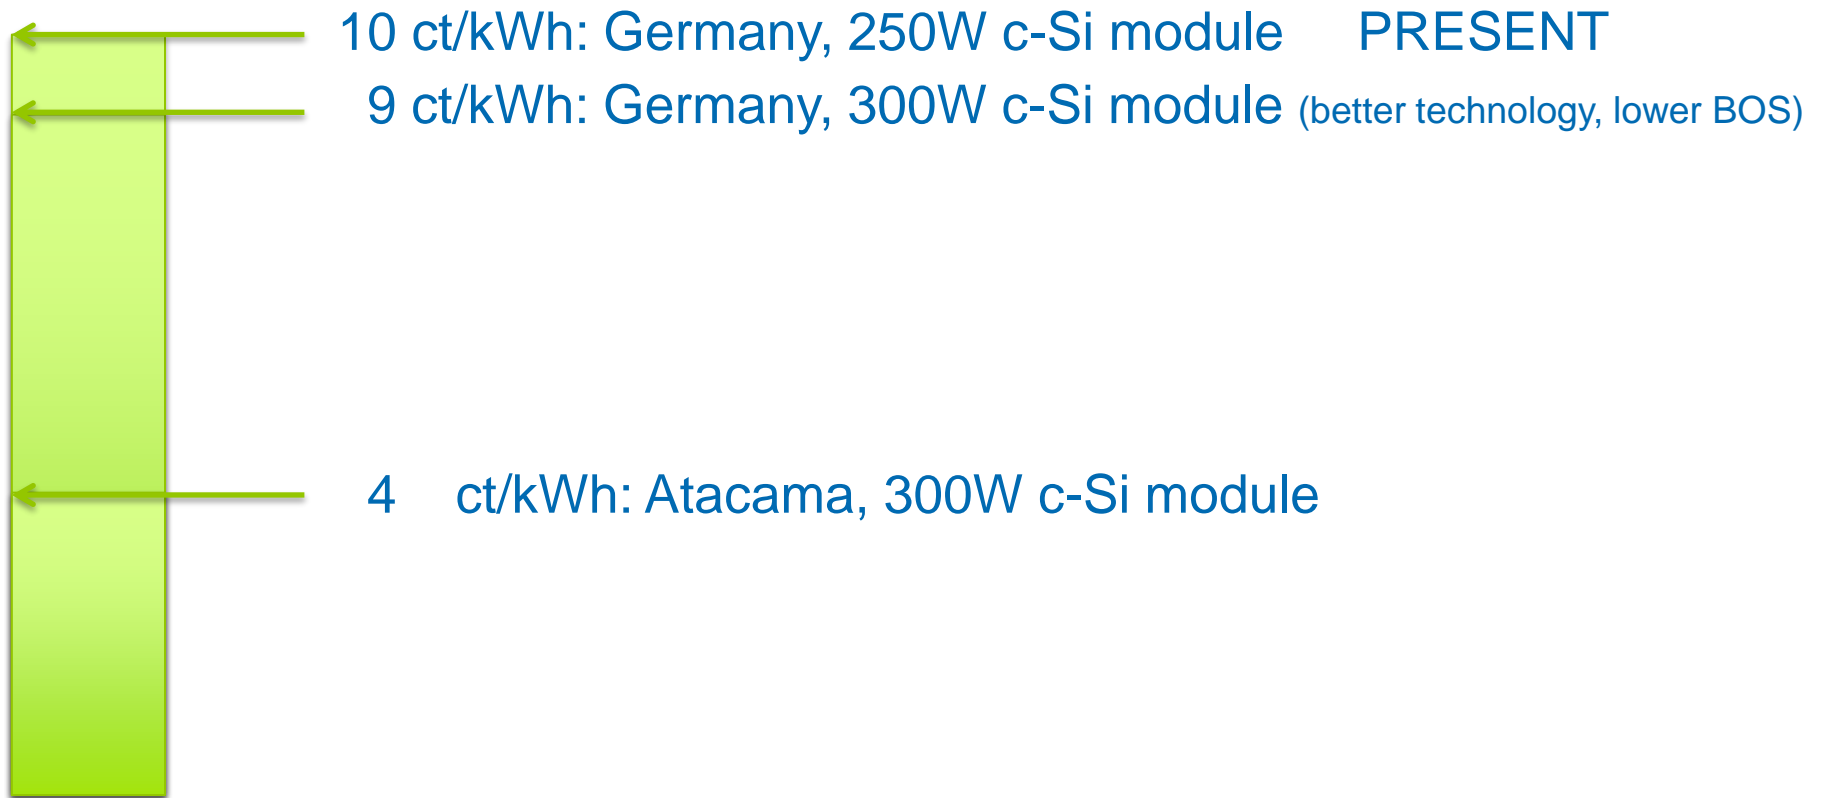 10 ct/kWh: Germany, 250W c-Si module PRESENT
9 ct/kWh: Germany, 300W c-Si module (better technology, lower BOS)
4 ct/kWh: Atacama, 300W c-Si module